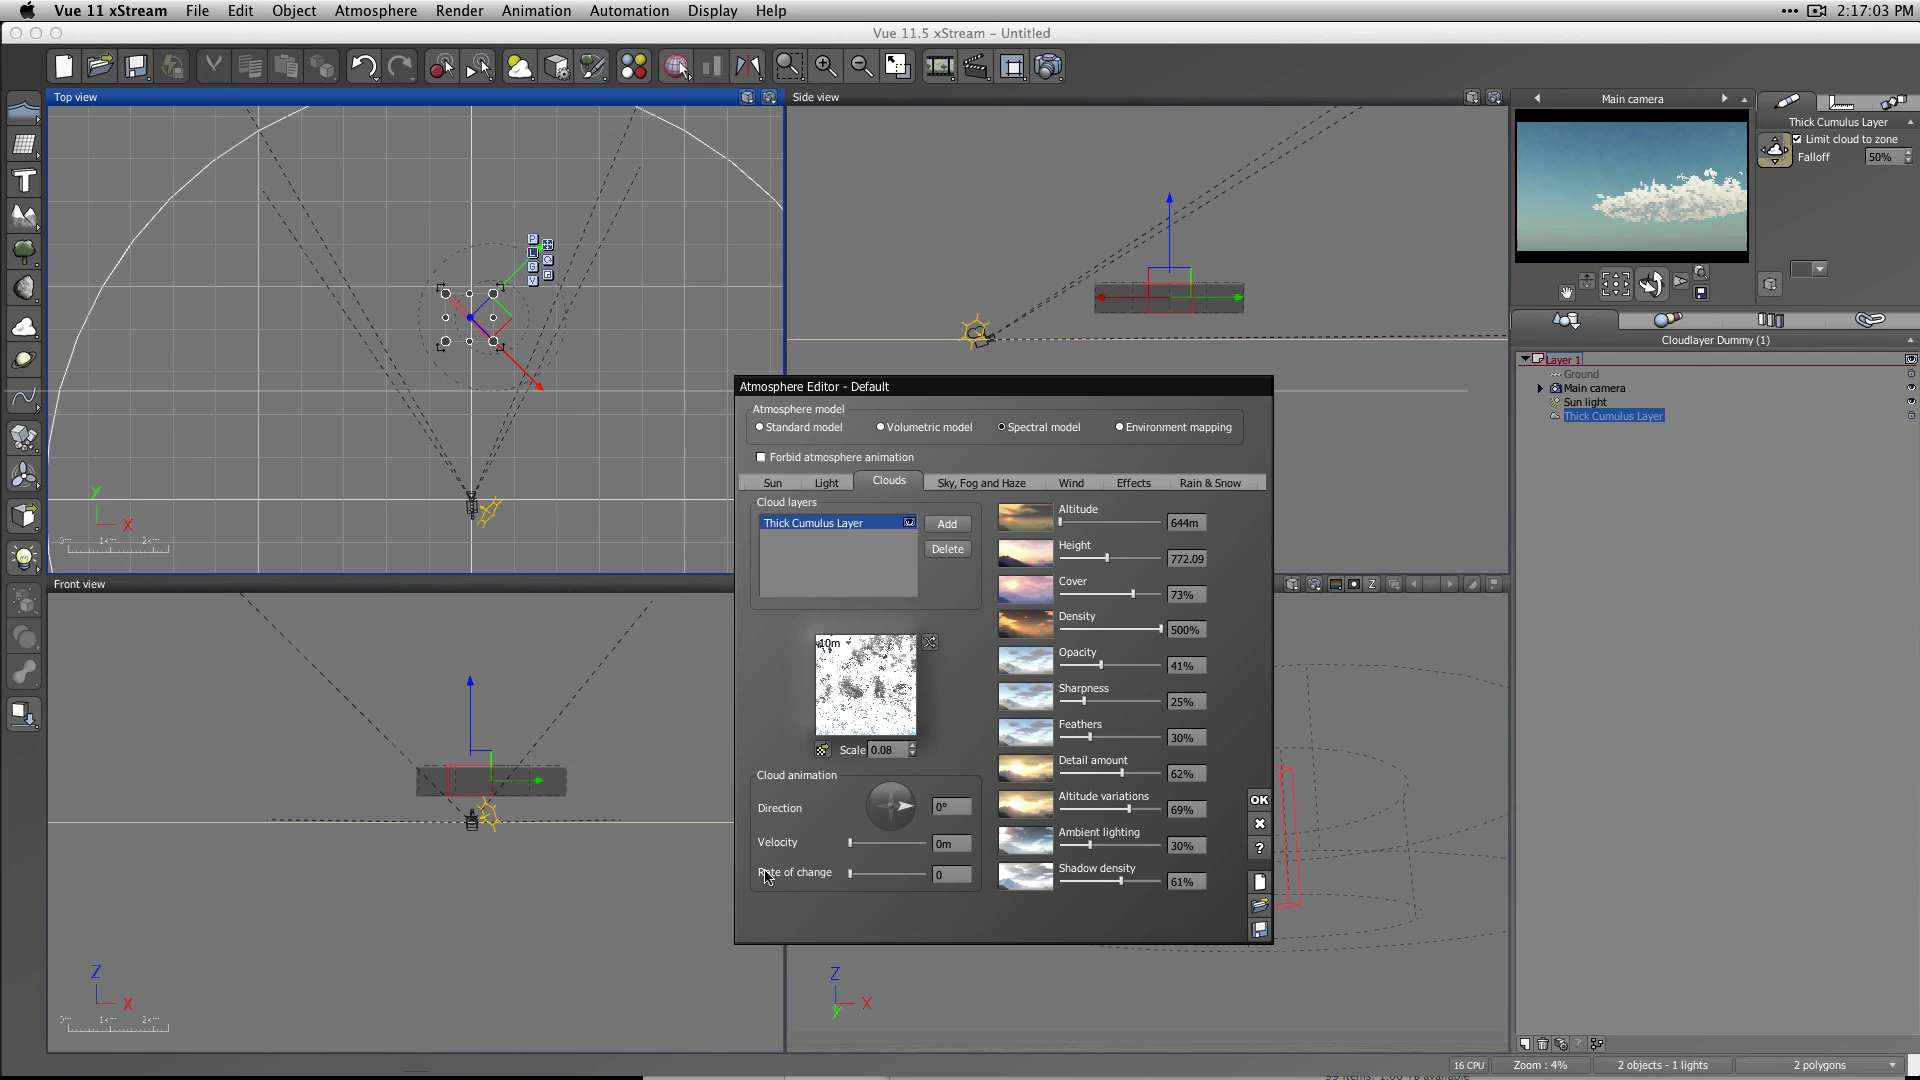 Vue 11 xStream File Edit Object Atmosphere Render Animation Automation Display Help 2:17:03 PM
Vue 11.5 xStream – Untitled
Top view
Side view
Main camera
Thick Cumulus Layer
Limit cloud to zone
Falloff 50%
Y
X
Cloudlayer Dummy (1)
Layer 1
Ground
Main camera
Sun light
Thick Cumulus Layer
Atmosphere Editor - Default
Atmosphere model
Standard model Volumetric model Spectral model Environment mapping
Forbid atmosphere animation
Sun Light Clouds Sky, Fog and Haze Wind Effects Rain & Snow
Cloud layers
Thick Cumulus Layer
Add
Delete
10m
Scale 0.08
Cloud animation
Direction 0°
Velocity 0m
Rate of change 0
Altitude
644m
Height
772.09
Cover
73%
Density
500%
Opacity
41%
Sharpness
25%
Feathers
30%
Detail amount
62%
Altitude variations
69%
Ambient lighting
30%
Shadow density
61%
OK
?
Front view
Z
X
Z
X
y
16 CPU Zoom : 4% 2 objects - 1 lights 2 polygons